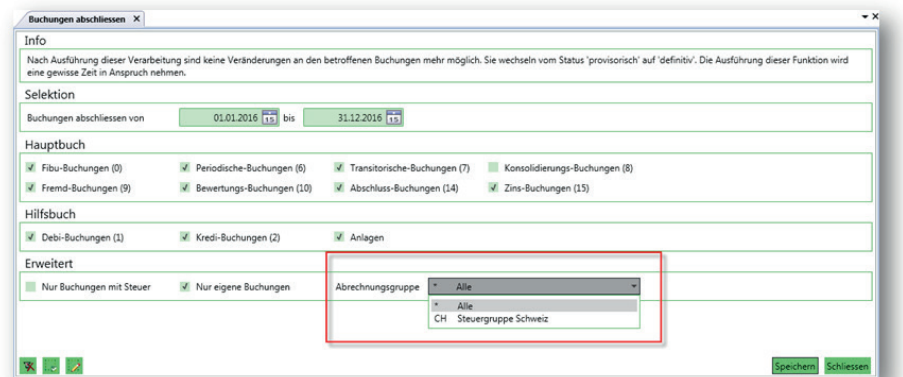 Buchungen abschliessen X
Info
Nach Ausführung dieser Verarbeitung sind keine Veränderungen an den betroffenen Buchungen mehr möglich. Sie wechseln vom Status 'provisorisch' auf 'definitiv'. Die Ausführung dieser Funktion wird
eine gewisse Zeit in Anspruch nehmen.
Selektion
Buchungen abschliessen von 01.01.2016 15 bis 31.12.2016 15
Hauptbuch
Fibu-Buchungen (0) Periodische-Buchungen (6) Transitorische-Buchungen (7) Konsolidierungs-Buchungen (8)
Fremd-Buchungen (9) Bewertungs-Buchungen (10) Abschluss-Buchungen (14) Zins-Buchungen (15)
Hilfsbuch
Debi-Buchungen (1) Kredi-Buchungen (2) Anlagen
Erweitert
Nur Buchungen mit Steuer Nur eigene Buchungen Abrechnungsgruppe * Alle
* Alle
CH Steuergruppe Schweiz
Speichern Schliessen